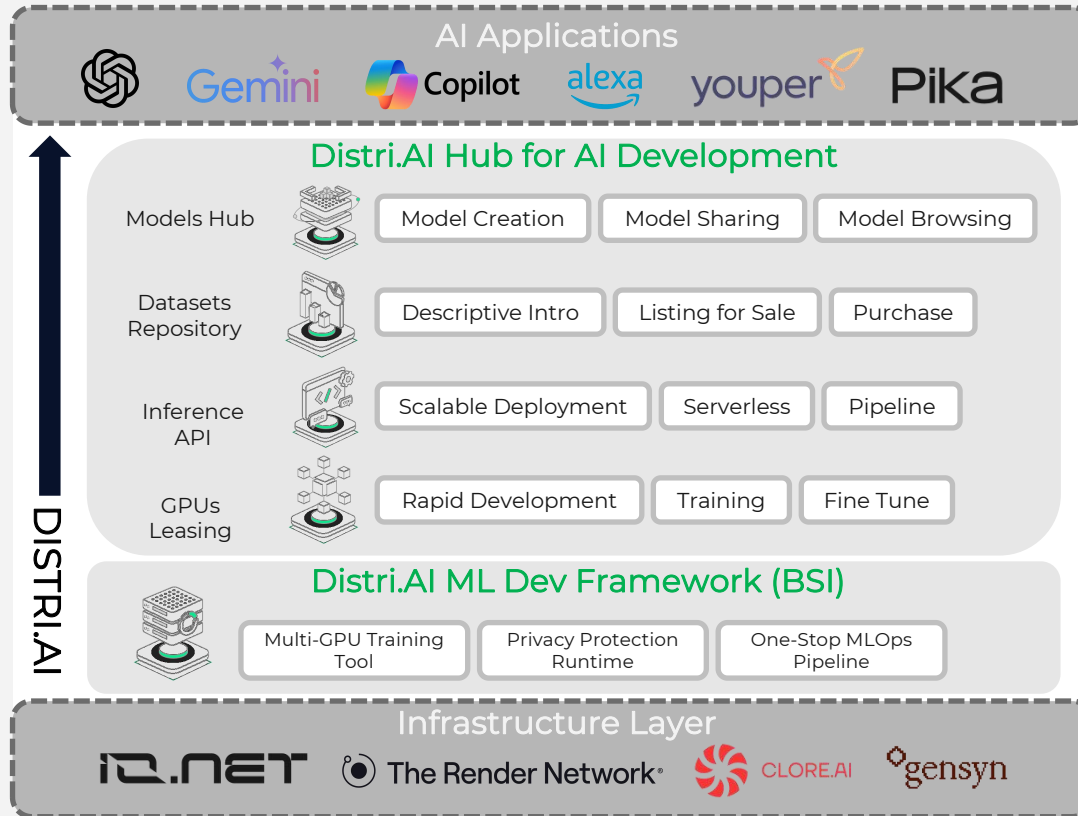 AI Applications
Gemini
Copilot
alexa
youper
Pika
Distri.AI Hub for AI Development
Models Hub
Model Creation
Model Sharing
Model Browsing
Datasets
Repository
Descriptive Intro
Listing for Sale
Purchase
Inference
API
Scalable Deployment
Serverless
Pipeline
GPUs
Leasing
Rapid Development
Training
Fine Tune
DISTRI.AI
Distri.AI ML Dev Framework (BSI)
Multi-GPU Training
Tool
Privacy Protection
Runtime
One-Stop MLOps
Pipeline
Infrastructure Layer
io.net
The Render Network®
CLORE.AI
gensyn